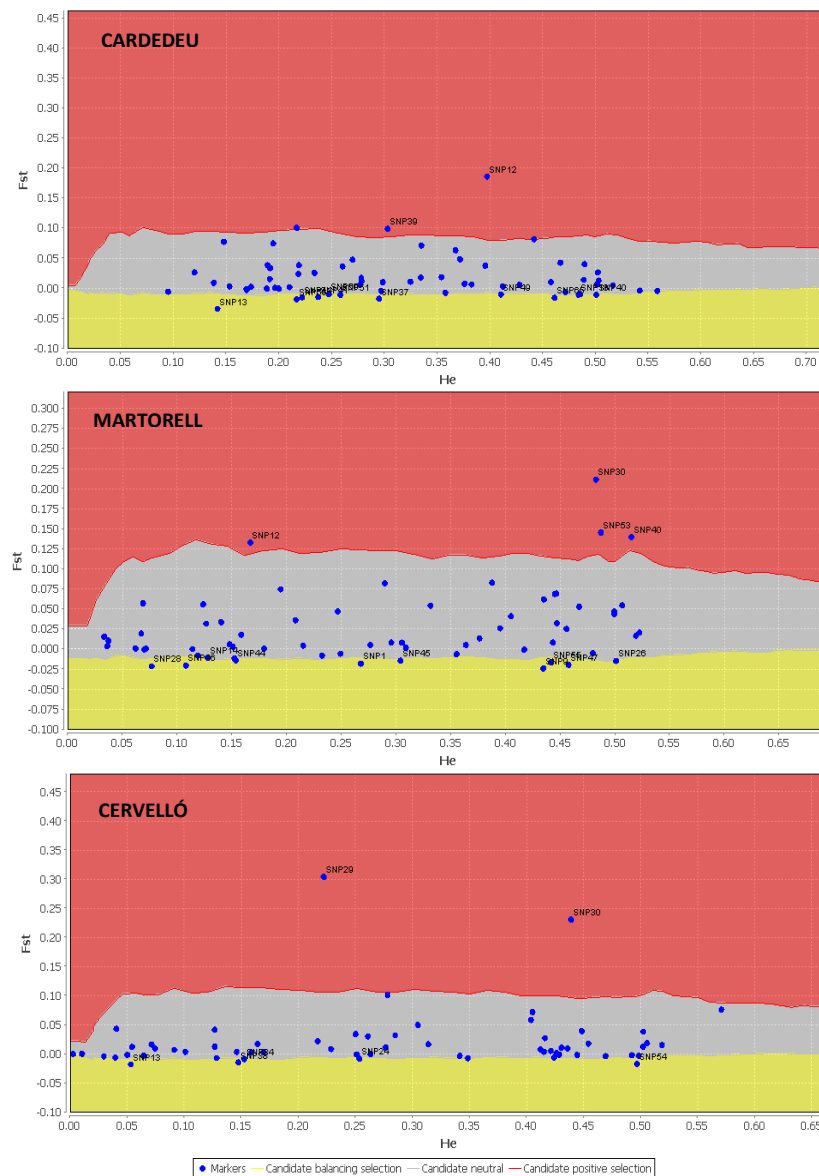 CARDEDEU
Fst
0.45
0.40
0.35
0.30
0.25
0.20
0.15
0.10
0.05
0.00
-0.05
-0.10
SNP12
SNP39
SNP13
SNP51
SNP37
SNP49
SNP40
0.00 0.05 0.10 0.15 0.20 0.25 0.30 0.35 0.40 0.45 0.50 0.55 0.60 0.65 0.70
He
MARTORELL
Fst
0.300
0.275
0.250
0.225
0.200
0.175
0.150
0.125
0.100
0.075
0.050
0.025
0.000
-0.025
-0.050
-0.075
-0.100
SNP30
SNP53
SNP40
SNP12
SNP28
SNP14
SNP44
SNP1
SNP45
SNP47
SNP26
0.00 0.05 0.10 0.15 0.20 0.25 0.30 0.35 0.40 0.45 0.50 0.55 0.60 0.65
He
CERVELLÓ
Fst
0.45
0.40
0.35
0.30
0.25
0.20
0.15
0.10
0.05
0.00
-0.05
-0.10
SNP29
SNP30
SNP13
SNP24
SNP54
0.00 0.05 0.10 0.15 0.20 0.25 0.30 0.35 0.40 0.45 0.50 0.55 0.60 0.65
He
Markers Candidate balancing selection Candidate neutral Candidate positive selection